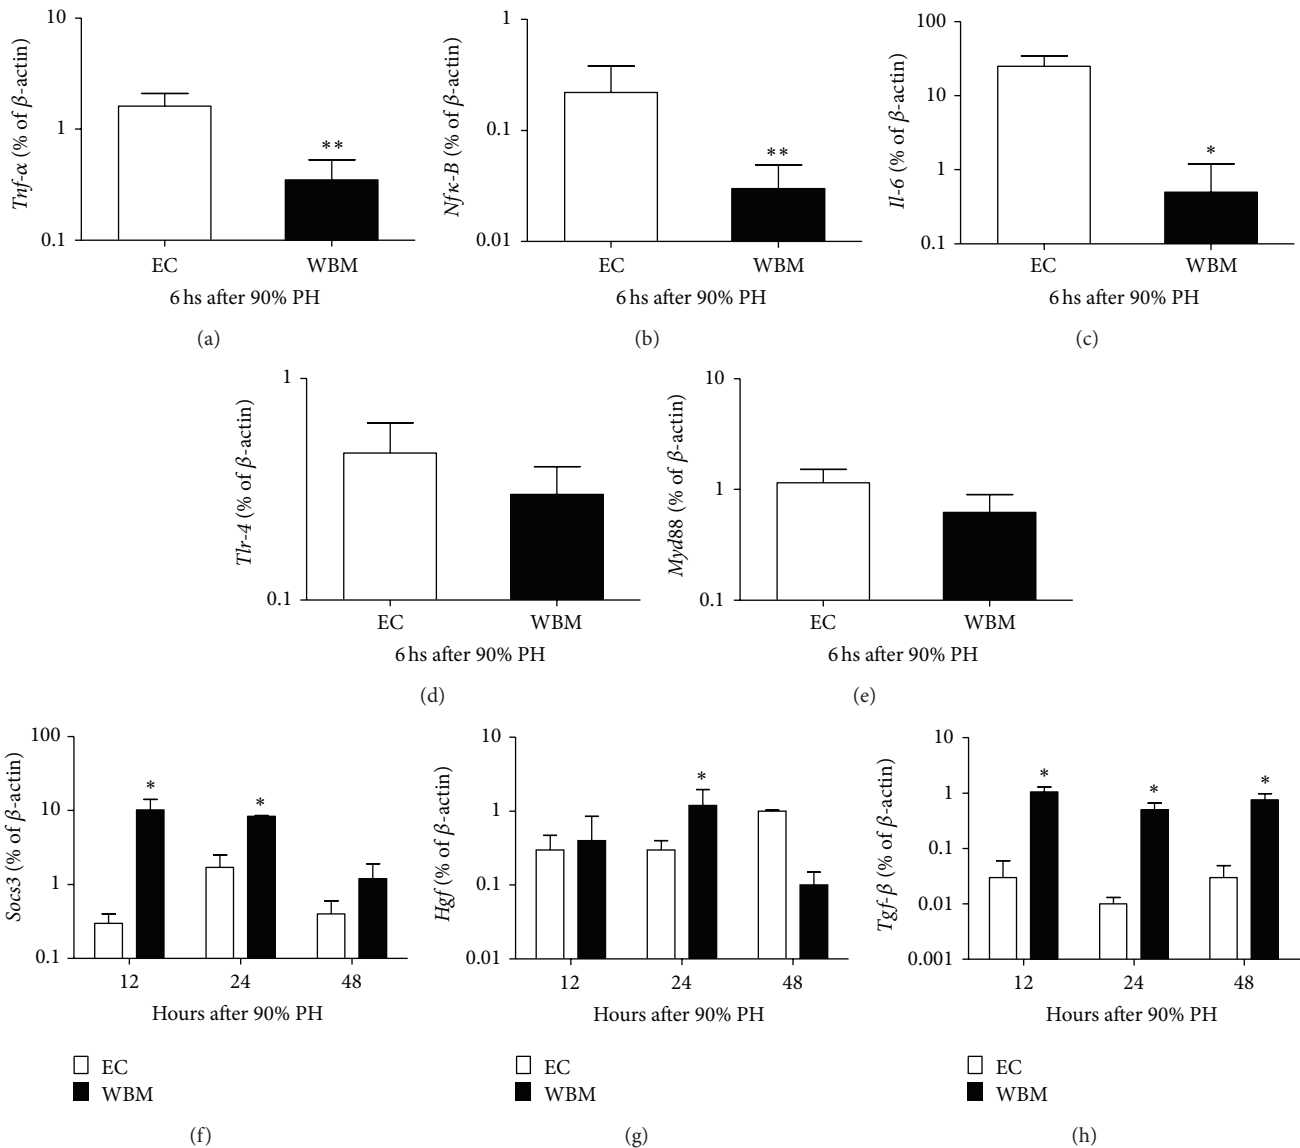 Tnf-α (% of β-actin)
10
1
0.1
**
EC WBM
6 hs after 90% PH
(a)
Nfκ-B (% of β-actin)
1
0.1
0.01
**
EC WBM
6 hs after 90% PH
(b)
Il-6 (% of β-actin)
100
10
1
0.1
*
EC WBM
6 hs after 90% PH
(c)
Tlr-4 (% of β-actin)
1
0.1
EC WBM
6 hs after 90% PH
(d)
Myd88 (% of β-actin)
10
1
0.1
EC WBM
6 hs after 90% PH
(e)
Socs3 (% of β-actin)
100
10
1
0.1
* *
12 24 48
Hours after 90% PH
EC
WBM
(f)
Hgf (% of β-actin)
10
1
0.1
0.01
*
12 24 48
Hours after 90% PH
EC
WBM
(g)
Tgf-β (% of β-actin)
10
1
0.1
0.01
0.001
* * *
12 24 48
Hours after 90% PH
EC
WBM
(h)